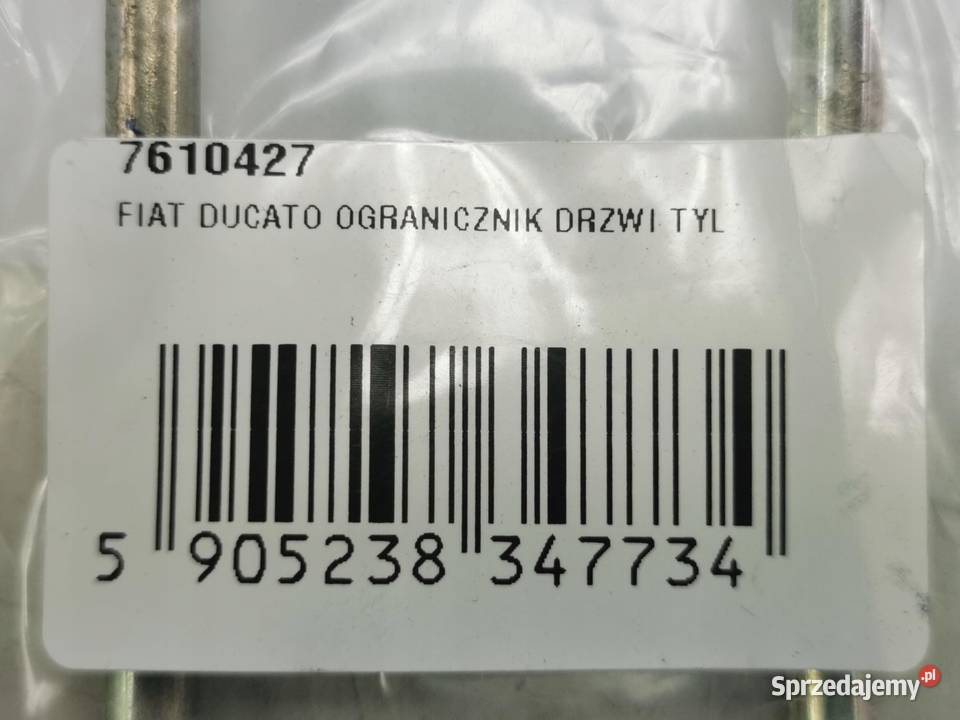 7610427
FIAT DUCATO OGRANICZNIK DRZWI TYL
5 905238 347734
Sprzedajemy.pl